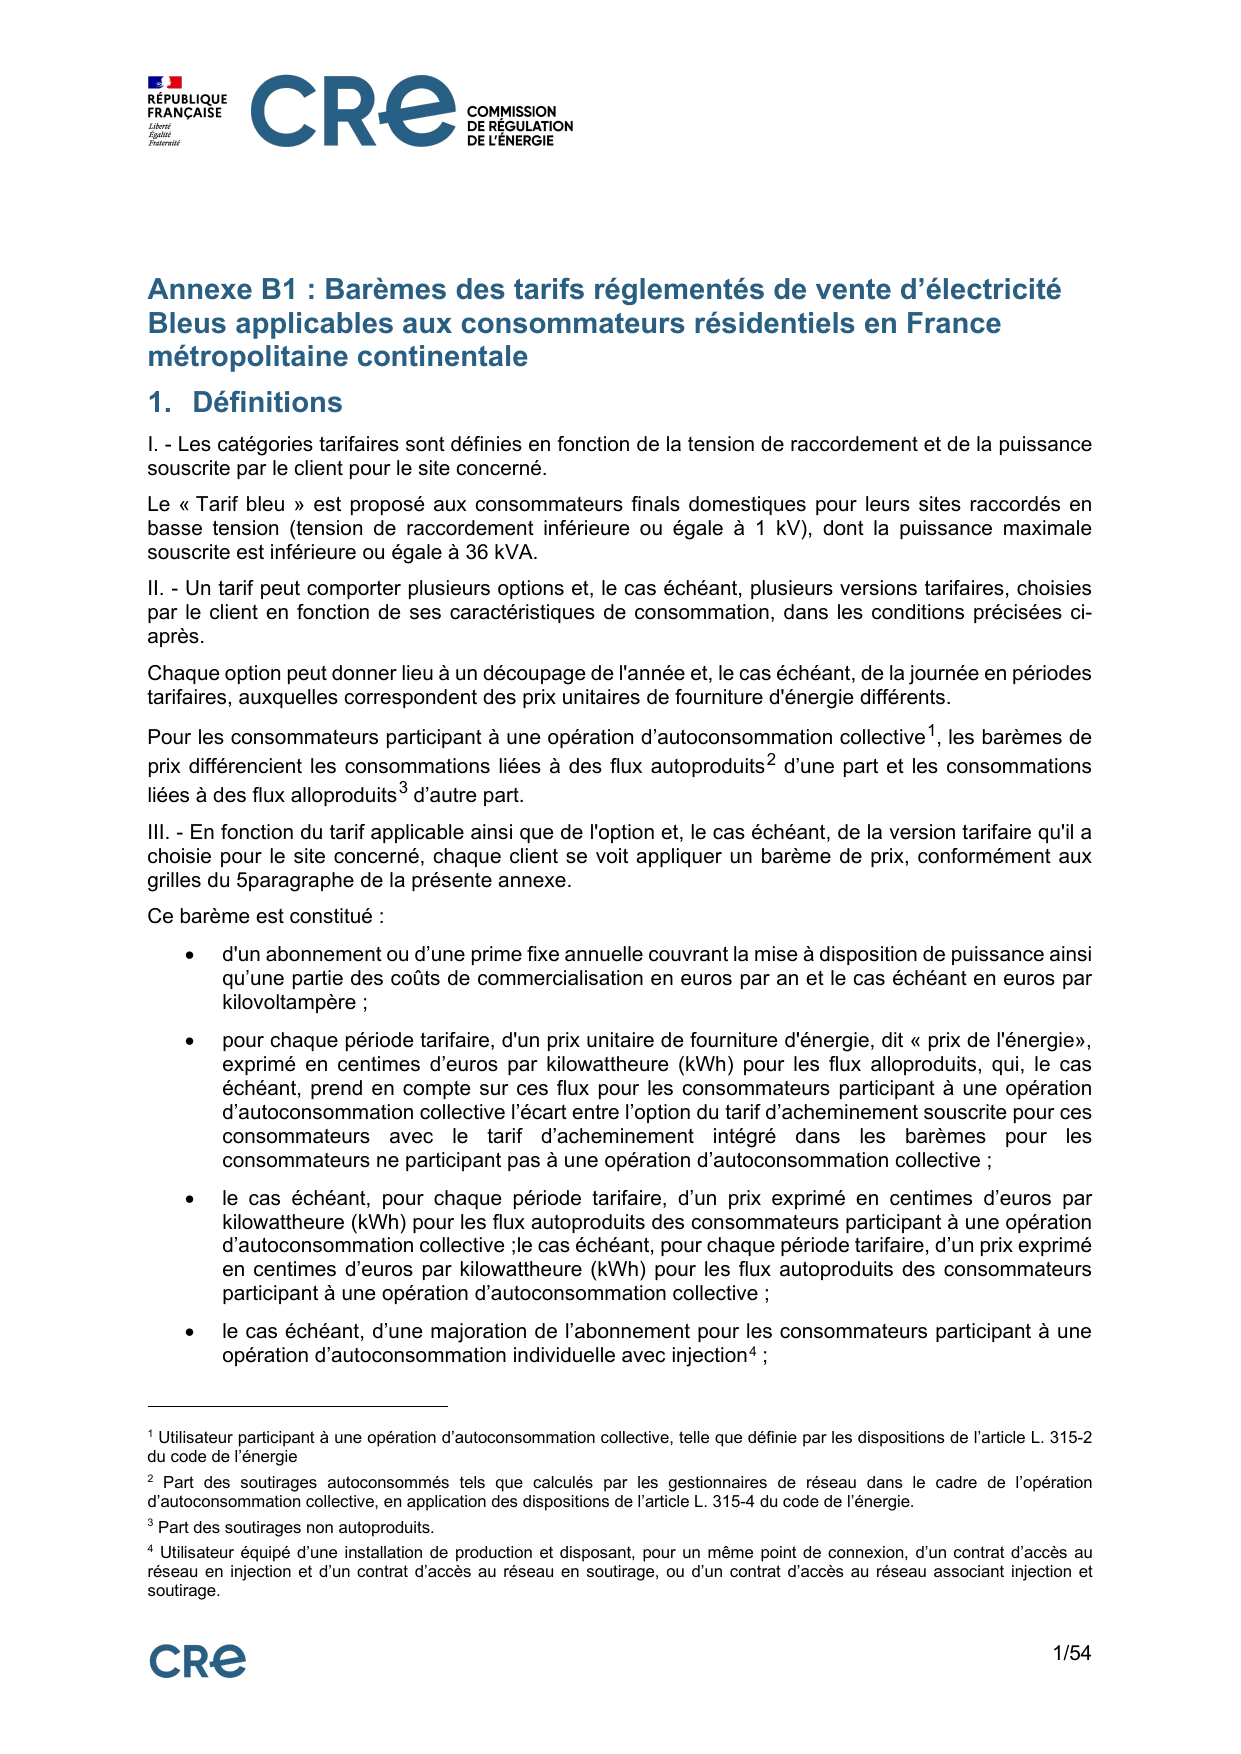 RÉPUBLIQUE
FRANÇAISE
Liberté
Égalité
Fraternité
CRe
COMMISSION
DE RÉGULATION
DE L'ÉNERGIE
Annexe B1 : Barèmes des tarifs réglementés de vente d’électricité
Bleus applicables aux consommateurs résidentiels en France
métropolitaine continentale
1. Définitions
I. - Les catégories tarifaires sont définies en fonction de la tension de raccordement et de la puissance
souscrite par le client pour le site concerné.
Le « Tarif bleu » est proposé aux consommateurs finals domestiques pour leurs sites raccordés en
basse tension (tension de raccordement inférieure ou égale à 1 kV), dont la puissance maximale
souscrite est inférieure ou égale à 36 kVA.
II. - Un tarif peut comporter plusieurs options et, le cas échéant, plusieurs versions tarifaires, choisies
par le client en fonction de ses caractéristiques de consommation, dans les conditions précisées ci-
après.
Chaque option peut donner lieu à un découpage de l'année et, le cas échéant, de la journée en périodes
tarifaires, auxquelles correspondent des prix unitaires de fourniture d'énergie différents.
Pour les consommateurs participant à une opération d’autoconsommation collective1, les barèmes de
prix différencient les consommations liées à des flux autoproduits2 d’une part et les consommations
liées à des flux alloproduits3 d’autre part.
III. - En fonction du tarif applicable ainsi que de l'option et, le cas échéant, de la version tarifaire qu'il a
choisie pour le site concerné, chaque client se voit appliquer un barème de prix, conformément aux
grilles du 5paragraphe de la présente annexe.
Ce barème est constitué :
• d'un abonnement ou d’une prime fixe annuelle couvrant la mise à disposition de puissance ainsi
qu’une partie des coûts de commercialisation en euros par an et le cas échéant en euros par
kilovoltampère ;
• pour chaque période tarifaire, d'un prix unitaire de fourniture d'énergie, dit « prix de l'énergie»,
exprimé en centimes d’euros par kilowattheure (kWh) pour les flux alloproduits, qui, le cas
échéant, prend en compte sur ces flux pour les consommateurs participant à une opération
d’autoconsommation collective l’écart entre l’option du tarif d’acheminement souscrite pour ces
consommateurs avec le tarif d’acheminement intégré dans les barèmes pour les
consommateurs ne participant pas à une opération d’autoconsommation collective ;
• le cas échéant, pour chaque période tarifaire, d’un prix exprimé en centimes d’euros par
kilowattheure (kWh) pour les flux autoproduits des consommateurs participant à une opération
d’autoconsommation collective ;le cas échéant, pour chaque période tarifaire, d’un prix exprimé
en centimes d’euros par kilowattheure (kWh) pour les flux autoproduits des consommateurs
participant à une opération d’autoconsommation collective ;
• le cas échéant, d’une majoration de l’abonnement pour les consommateurs participant à une
opération d’autoconsommation individuelle avec injection4 ;
1 Utilisateur participant à une opération d’autoconsommation collective, telle que définie par les dispositions de l’article L. 315-2
du code de l’énergie
2 Part des soutirages autoconsommés tels que calculés par les gestionnaires de réseau dans le cadre de l’opération
d’autoconsommation collective, en application des dispositions de l’article L. 315-4 du code de l’énergie.
3 Part des soutirages non autoproduits.
4 Utilisateur équipé d’une installation de production et disposant, pour un même point de connexion, d’un contrat d’accès au
réseau en injection et d’un contrat d’accès au réseau en soutirage, ou d’un contrat d’accès au réseau associant injection et
soutirage.
CRe
1/54